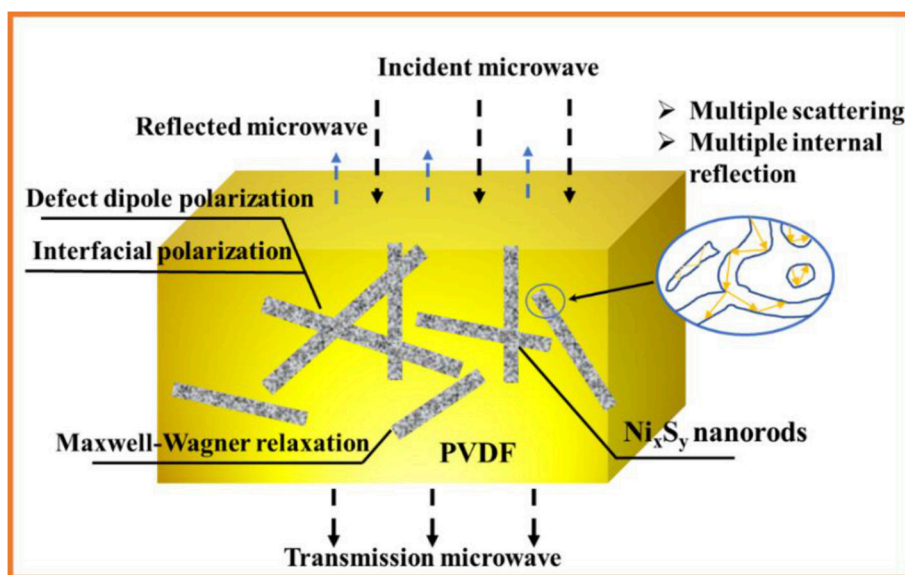 Incident microwave
Reflected microwave
➢ Multiple scattering
➢ Multiple internal
reflection
Defect dipole polarization
Interfacial polarization
Maxwell-Wagner relaxation
PVDF
NiₓSᵧ nanorods
Transmission microwave